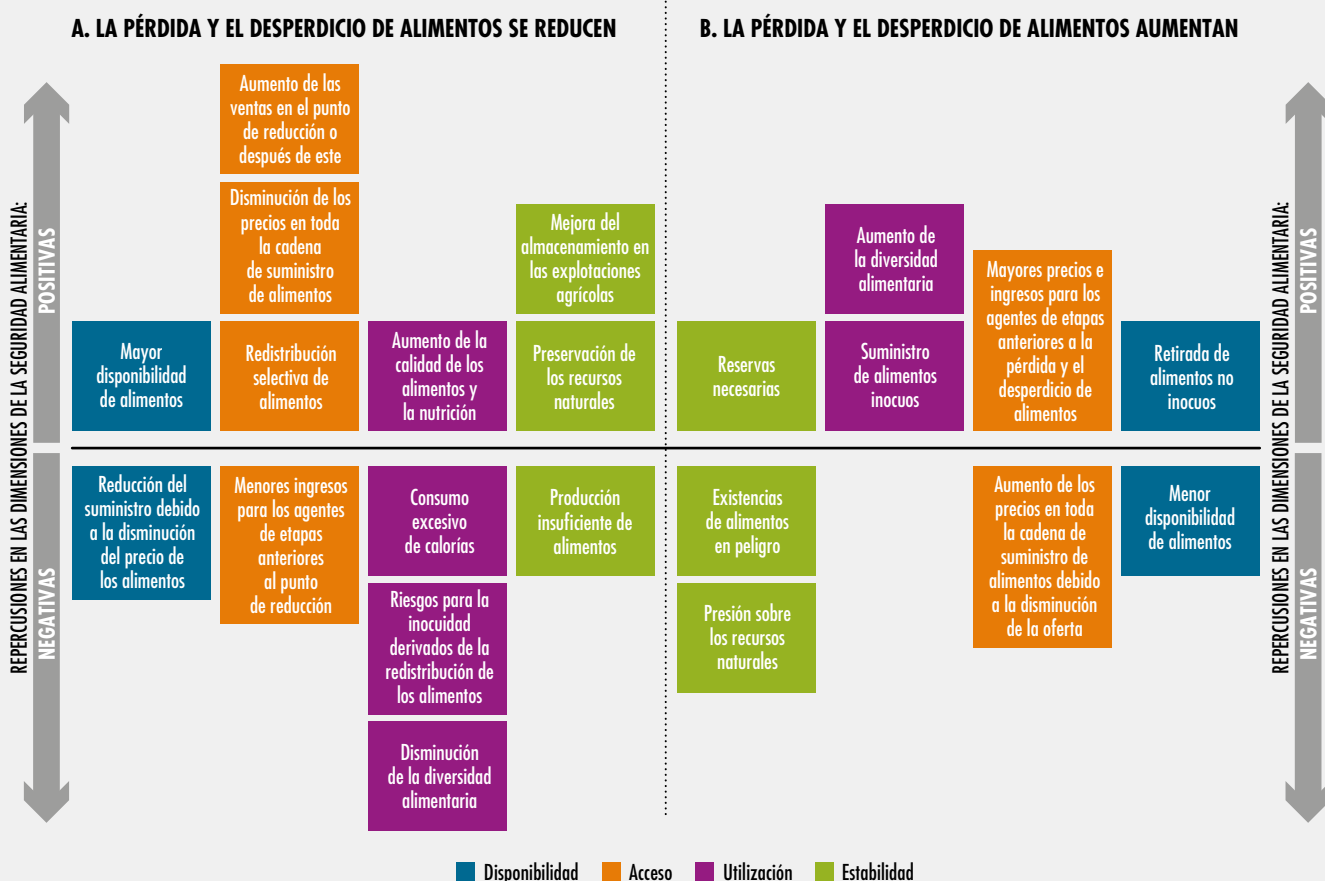 A. LA PÉRDIDA Y EL DESPERDICIO DE ALIMENTOS SE REDUCEN
B. LA PÉRDIDA Y EL DESPERDICIO DE ALIMENTOS AUMENTAN
REPERCUSIONES EN LAS DIMENSIONES DE LA SEGURIDAD ALIMENTARIA:
POSITIVAS
NEGATIVAS
Aumento de las
ventas en el punto
de reducción o
después de este
Disminución de los
precios en toda
la cadena
de suministro
de alimentos
Mejora del
almacenamiento en
las explotaciones
agrícolas
Mayor
disponibilidad
de alimentos
Redistribución
selectiva de
alimentos
Aumento de la
calidad de los
alimentos y
la nutrición
Preservación de
los recursos
naturales
Reducción del
suministro debido
a la disminución
del precio de
los alimentos
Menores ingresos
para los agentes
de etapas
anteriores
al punto
de reducción
Consumo
excesivo
de calorías
Producción
insuficiente de
alimentos
Riesgos para la
inocuidad
derivados de la
redistribución de
los alimentos
Disminución
de la diversidad
alimentaria
Aumento de
la diversidad
alimentaria
Reservas
necesarias
Suministro
de alimentos
inocuos
Mayores precios e
ingresos para los
agentes de etapas
anteriores a la
pérdida y el
desperdicio de
alimentos
Retirada de
alimentos no
inocuos
Existencias
de alimentos
en peligro
Presión sobre
los recursos
naturales
Aumento de los
precios en toda
la cadena de
suministro de
alimentos debido
a la disminución
de la oferta
Menor
disponibilidad
de alimentos
REPERCUSIONES EN LAS DIMENSIONES DE LA SEGURIDAD ALIMENTARIA:
POSITIVAS
NEGATIVAS
Disponibilidad Acceso Utilización Estabilidad